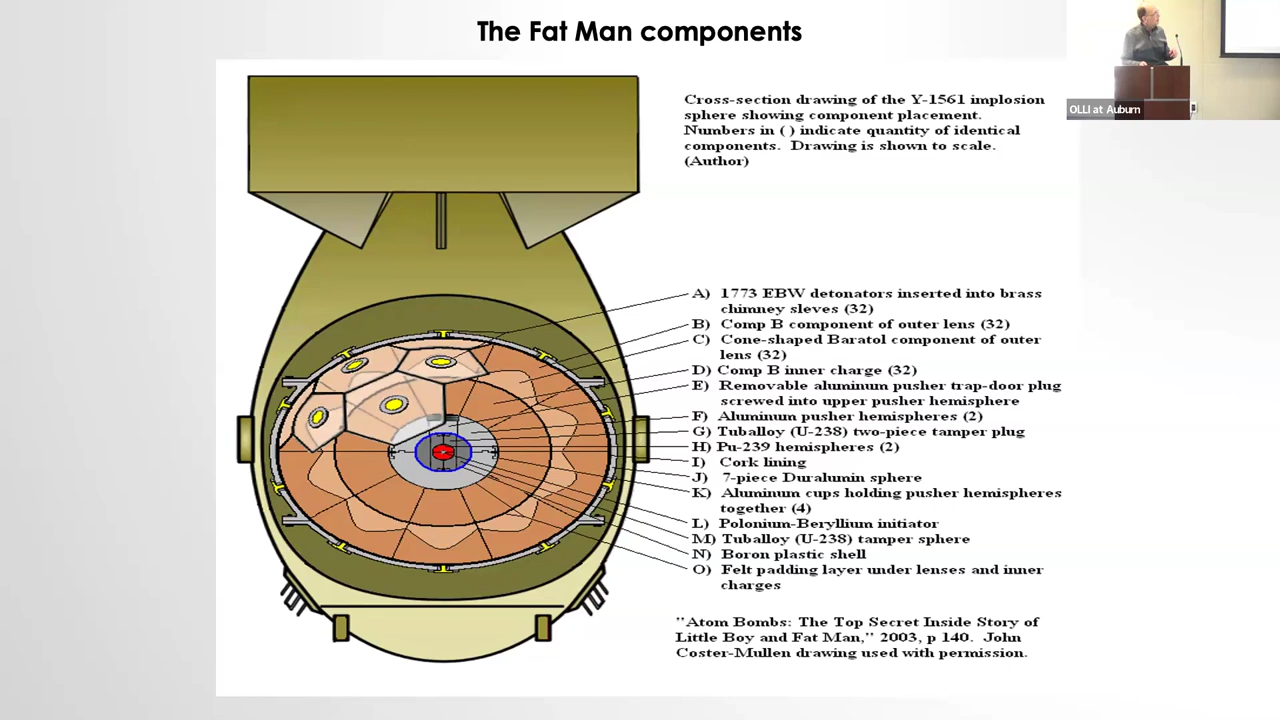 The Fat Man components
OLLI at Auburn
Cross-section drawing of the Y-1561 implosion
sphere showing component placement.
Numbers in ( ) indicate quantity of identical
components. Drawing is shown to scale.
(Author)
A) 1773 EBW detonators inserted into brass
chimney sleves (32)
B) Comp B component of outer lens (32)
C) Cone-shaped Baratol component of outer
lens (32)
D) Comp B inner charge (32)
E) Removable aluminum pusher trap-door plug
screwed into upper pusher hemisphere
F) Aluminum pusher hemispheres (2)
G) Tuballoy (U-238) two-piece tamper plug
H) Pu-239 hemispheres (2)
I) Cork lining
J) 7-piece Duralumin sphere
K) Aluminum cups holding pusher hemispheres
together (4)
L) Polonium-Beryllium initiator
M) Tuballoy (U-238) tamper sphere
N) Boron plastic shell
O) Felt padding layer under lenses and inner
charges
"Atom Bombs: The Top Secret Inside Story of
Little Boy and Fat Man," 2003, p 140. John
Coster-Mullen drawing used with permission.